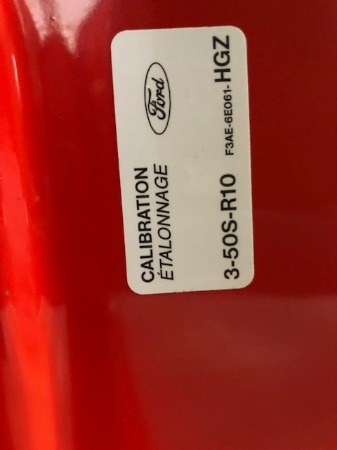 CALIBRATION
ÉTALONNAGE
Ford
3-50S-R10
F3AE-6E061-HGZ